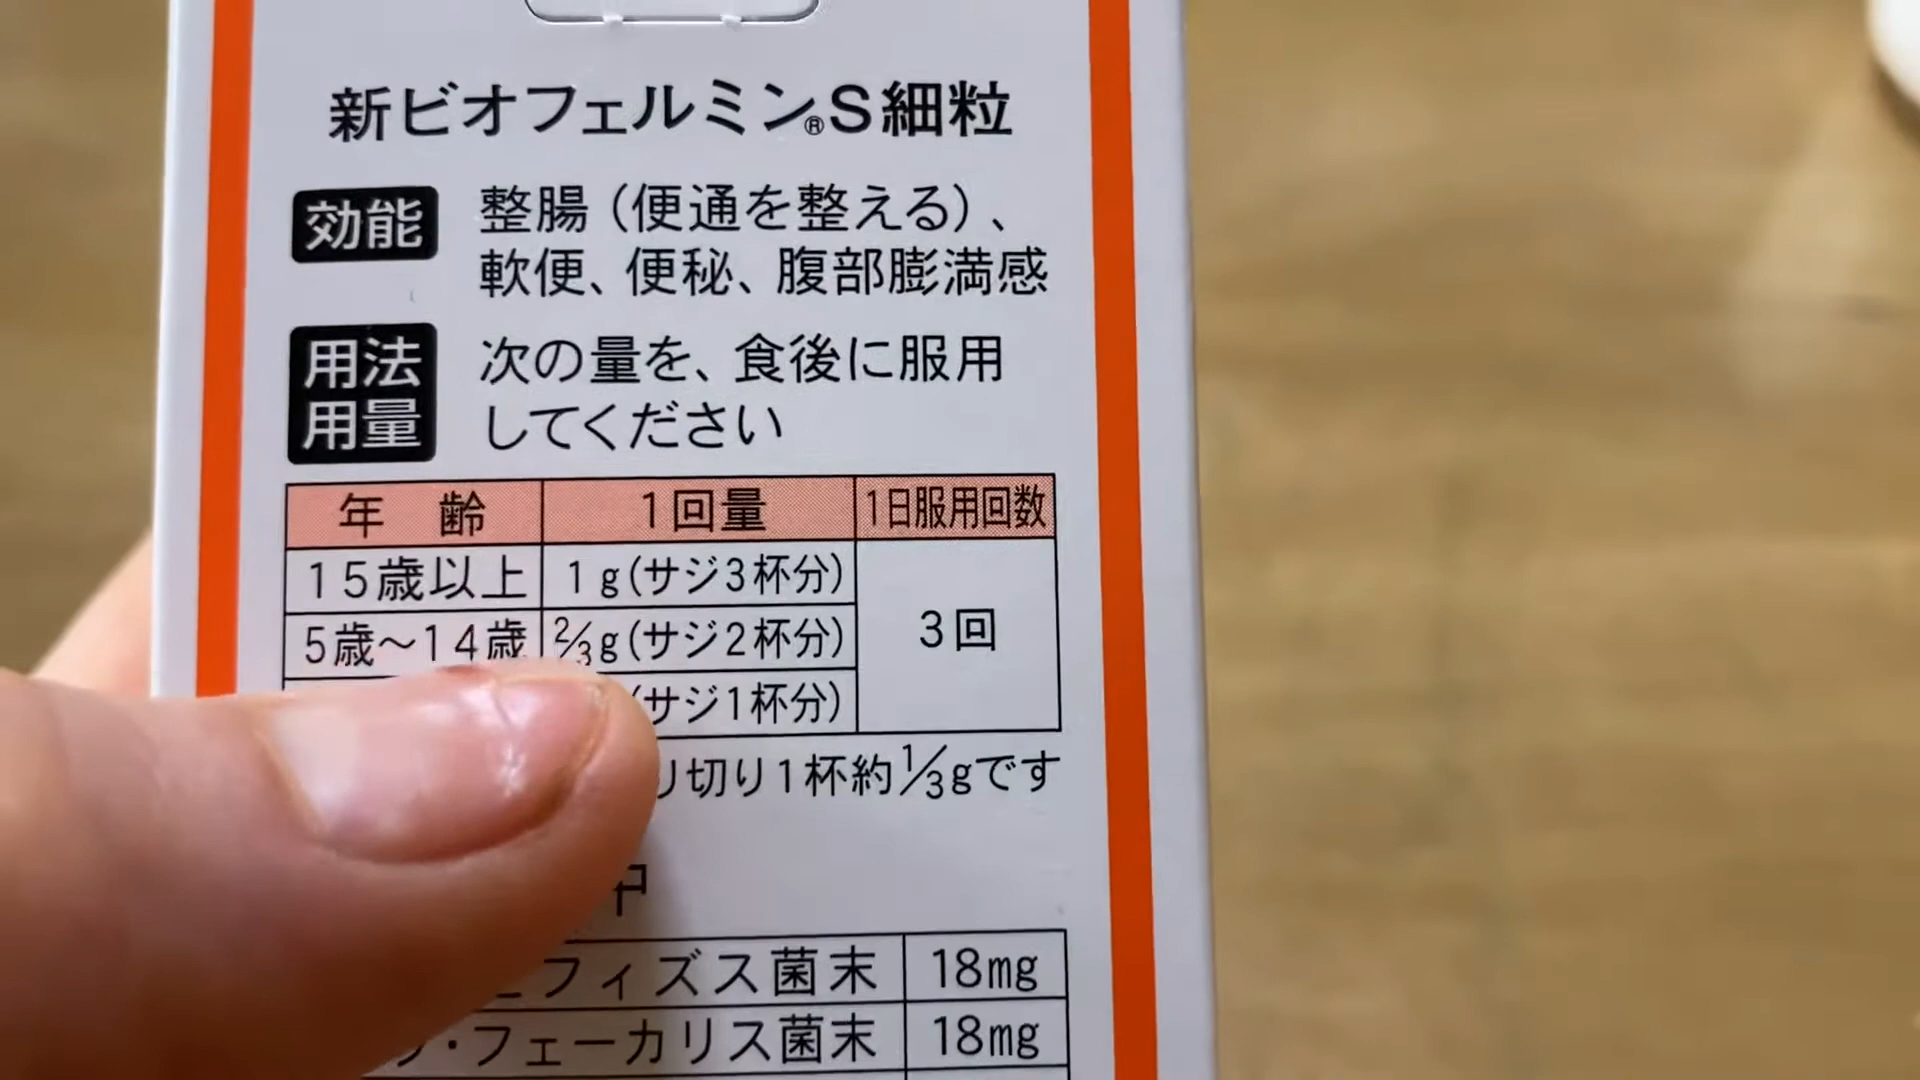 新ビオフェルミン®S細粒
効能 整腸（便通を整える）、
軟便、便秘、腹部膨満感
用法
用量
次の量を、食後に服用
してください
年 齢 1回量 1日服用回数
15歳以上 1g(サジ3杯分)
5歳〜14歳 2/3g(サジ2杯分)
3回
(サジ1杯分)
り切り1杯約1/3gです
中
フィズス菌末 18mg
・フェーカリス菌末 18mg